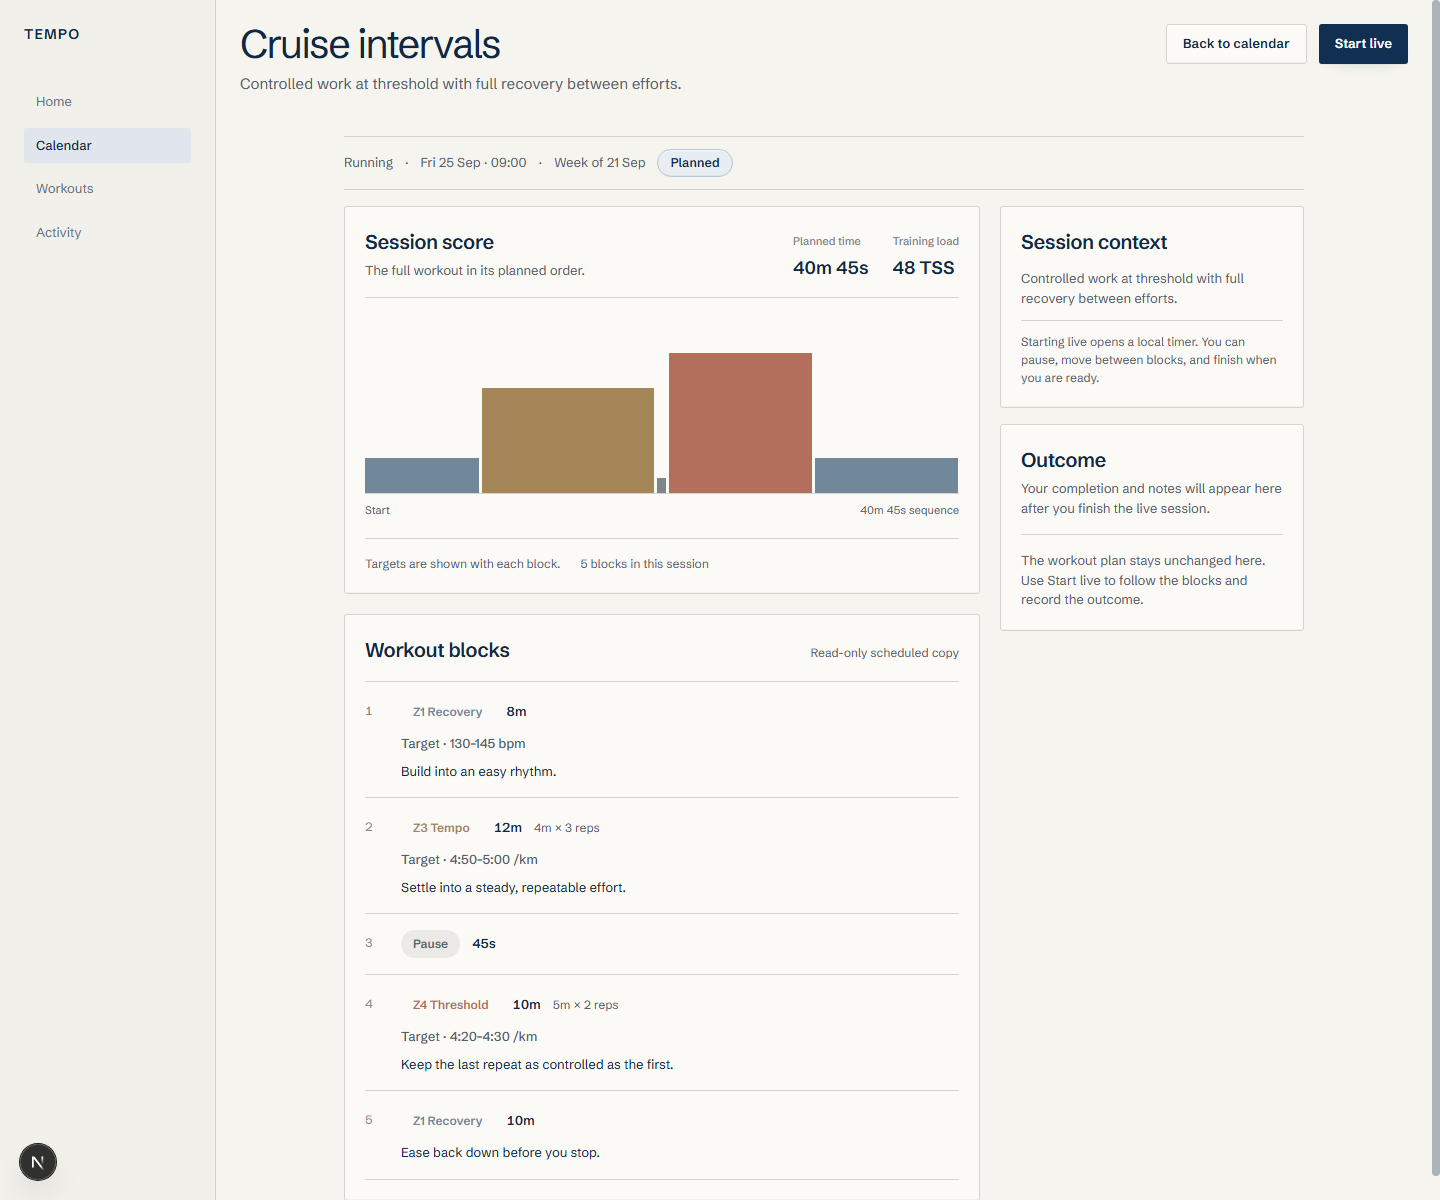 TEMPO
Home
Calendar
Workouts
Activity
Cruise intervals
Controlled work at threshold with full recovery between efforts.
Back to calendar
Start live
Running · Fri 25 Sep · 09:00 · Week of 21 Sep Planned
Session score
The full workout in its planned order.
Planned time
40m 45s
Training load
48 TSS
Start
40m 45s sequence
Targets are shown with each block. 5 blocks in this session
Session context
Controlled work at threshold with full
recovery between efforts.
Starting live opens a local timer. You can
pause, move between blocks, and finish when
you are ready.
Outcome
Your completion and notes will appear here
after you finish the live session.
The workout plan stays unchanged here.
Use Start live to follow the blocks and
record the outcome.
Workout blocks
Read-only scheduled copy
1 Z1 Recovery 8m
Target · 130–145 bpm
Build into an easy rhythm.
2 Z3 Tempo 12m 4m × 3 reps
Target · 4:50–5:00 /km
Settle into a steady, repeatable effort.
3 Pause 45s
4 Z4 Threshold 10m 5m × 2 reps
Target · 4:20–4:30 /km
Keep the last repeat as controlled as the first.
5 Z1 Recovery 10m
Ease back down before you stop.
N